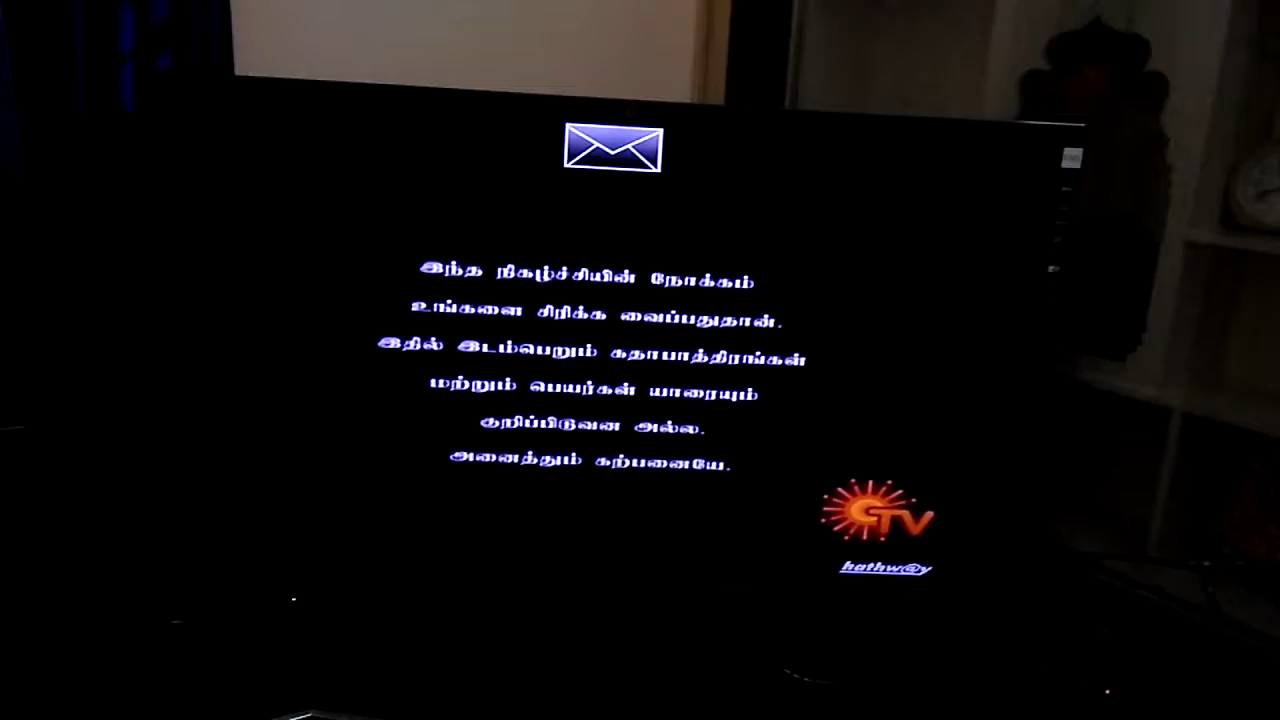 இந்த நிகழ்ச்சியின் நோக்கம்
உங்களை சிரிக்க வைப்பதுதான்.
இதில் இடம்பெறும் கதாபாத்திரங்கள்
மற்றும் பெயர்கள் யாரையும்
குறிப்பிடுவன அல்ல.
அனைத்தும் கற்பனையே.
TV
hathw@y